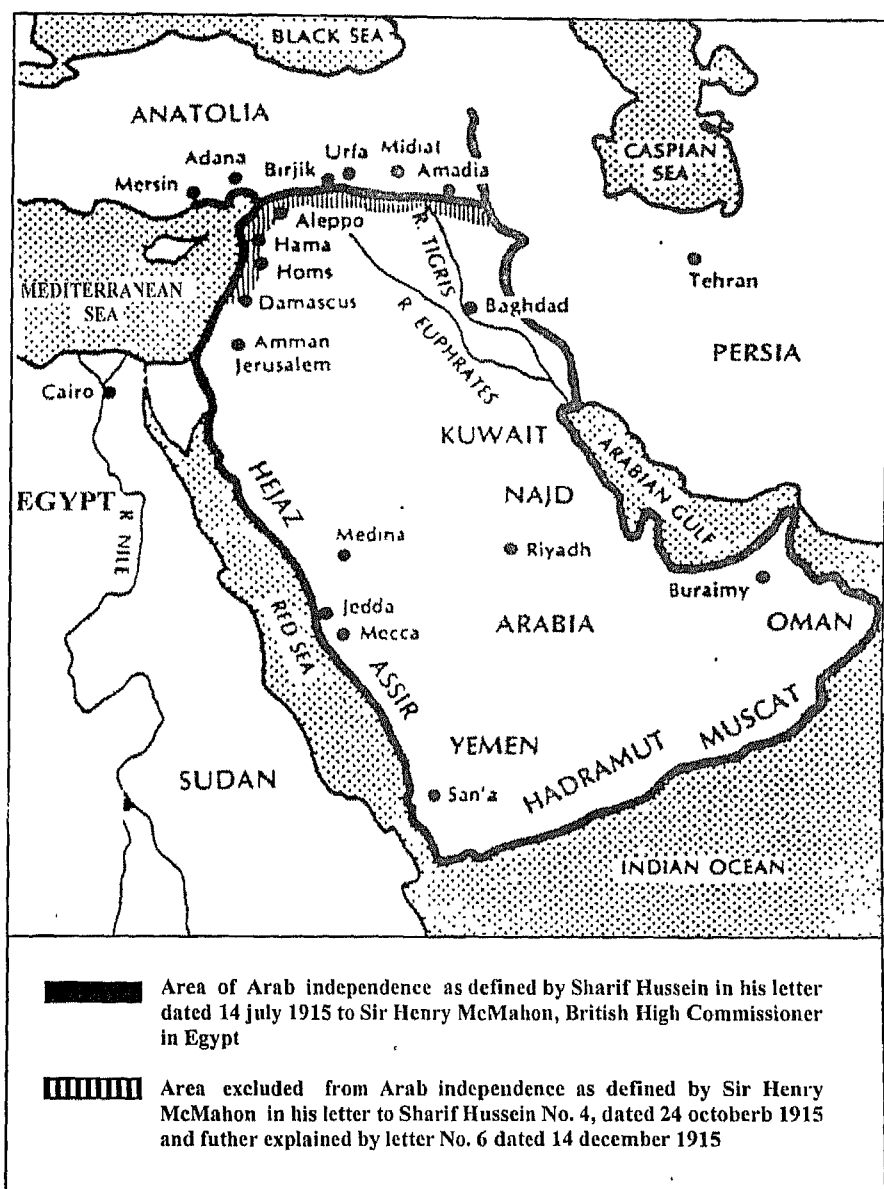 BLACK SEA
ANATOLIA
CASPIAN
SEA
Adana
Mersin
Birjik
Urfa
Midiat
Amadia
Aleppo
Hama
Homs
Damascus
R. TIGRIS
Tehran
MEDITERRANEAN
SEA
Baghdad
R. EUPHRATES
Amman
Jerusalem
PERSIA
Cairo
KUWAIT
ARABIAN GULF
EGYPT
R. NILE
HEJAZ
NAJD
Medina
Riyadh
Buraimy
RED SEA
Jedda
Mecca
ARABIA
OMAN
ASSIR
SUDAN
YEMEN
San'a
HADRAMUT
MUSCAT
INDIAN OCEAN
Area of Arab independence as defined by Sharif Hussein in his letter
dated 14 july 1915 to Sir Henry McMahon, British High Commissioner
in Egypt
Area excluded from Arab independence as defined by Sir Henry
McMahon in his letter to Sharif Hussein No. 4, dated 24 octoberb 1915
and futher explained by letter No. 6 dated 14 december 1915